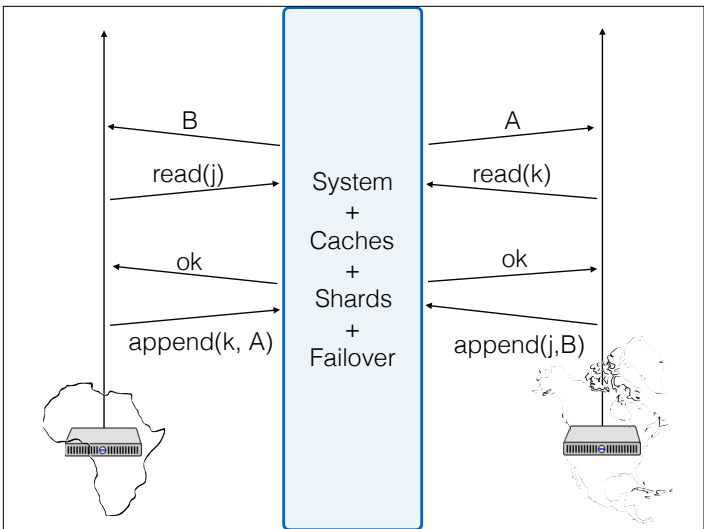 B
A
read(j)
read(k)
System
+
Caches
+
Shards
+
Failover
ok
ok
append(k, A)
append(j,B)